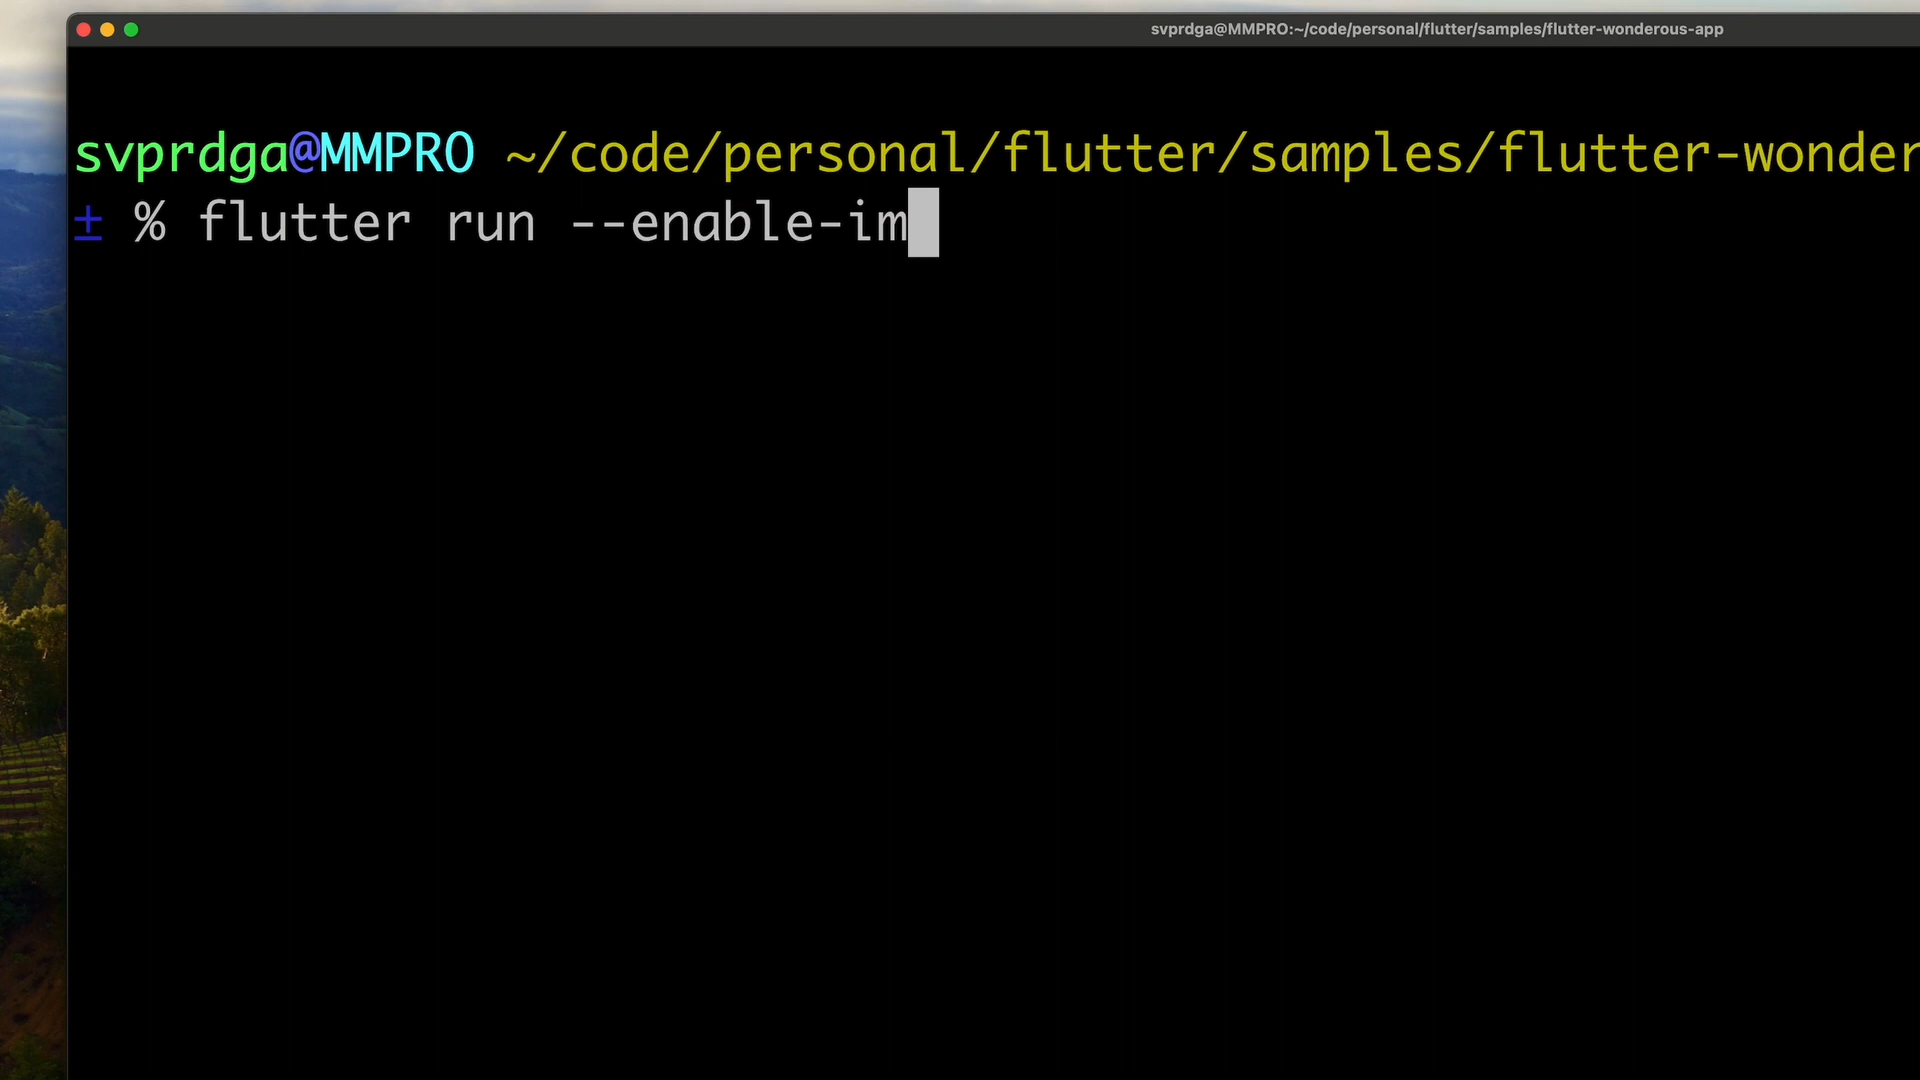 svprdga@MMPRO:~/code/personal/flutter/samples/flutter-wonderous-app
svprdga@MMPRO ~/code/personal/flutter/samples/flutter-wonder
± % flutter run --enable-im